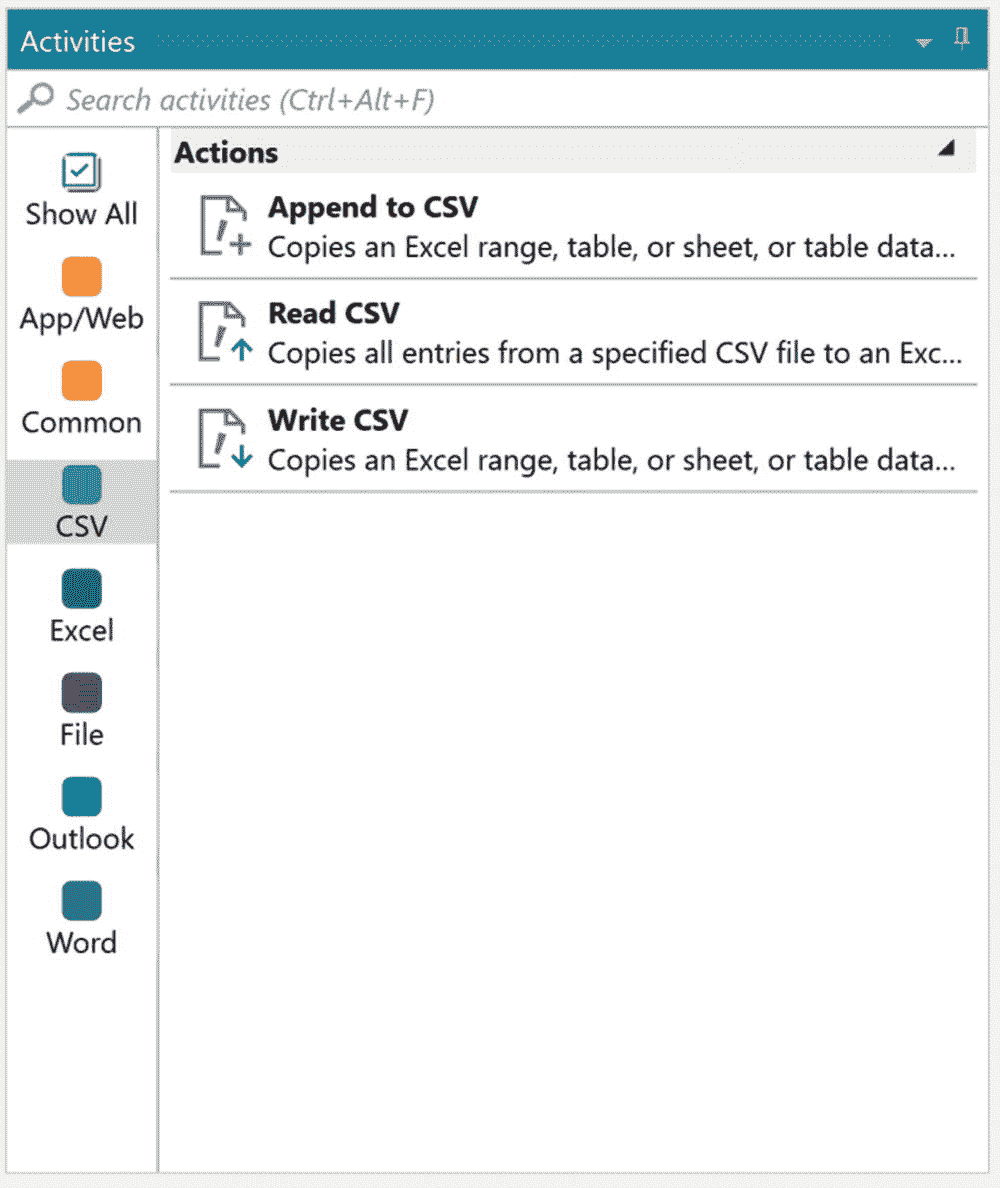 Activities
Search activities (Ctrl+Alt+F)
Show All
App/Web
Common
CSV
Excel
File
Outlook
Word
Actions
Append to CSV
Copies an Excel range, table, or sheet, or table data...
Read CSV
Copies all entries from a specified CSV file to an Exc...
Write CSV
Copies an Excel range, table, or sheet, or table data...